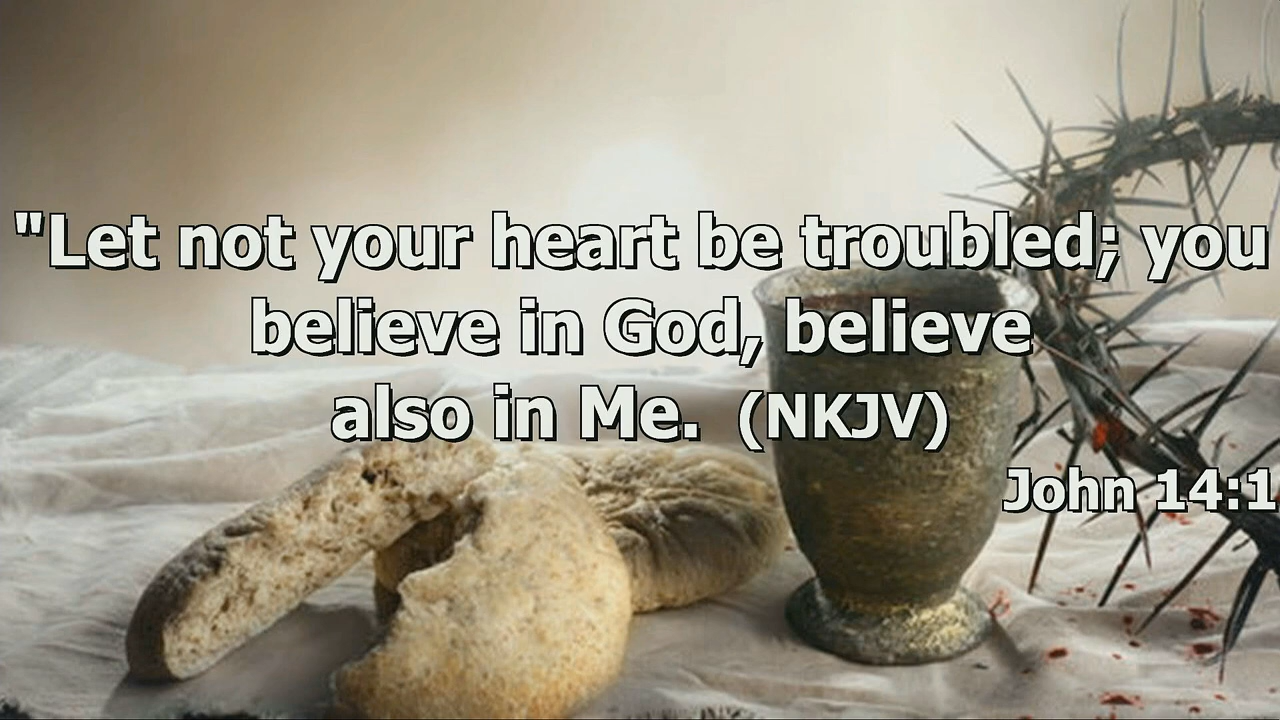 "Let not your heart be troubled; you
believe in God, believe
also in Me. (NKJV)
John 14:1